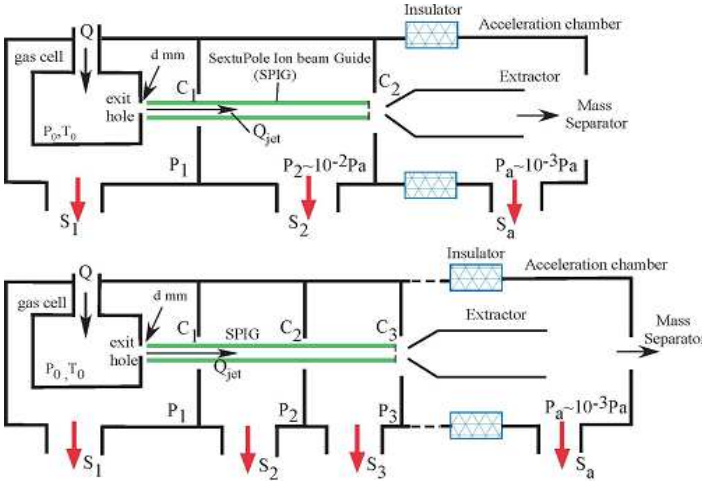 Insulator
Acceleration chamber
Q
gas cell
d mm
SextuPole Ion beam Guide
(SPIG)
C1
C2
Extractor
exit
hole
P0,T0
Qjet
Mass
Separator
P1
P2~10-2Pa
Pa~10-3Pa
S1
S2
Sa
Insulator
Acceleration chamber
Q
gas cell
d mm
C1
SPIG
C2
C3
Extractor
exit
hole
P0,T0
Qjet
Mass
Separator
P1
P2
P3
Pa~10-3Pa
S1
S2
S3
Sa